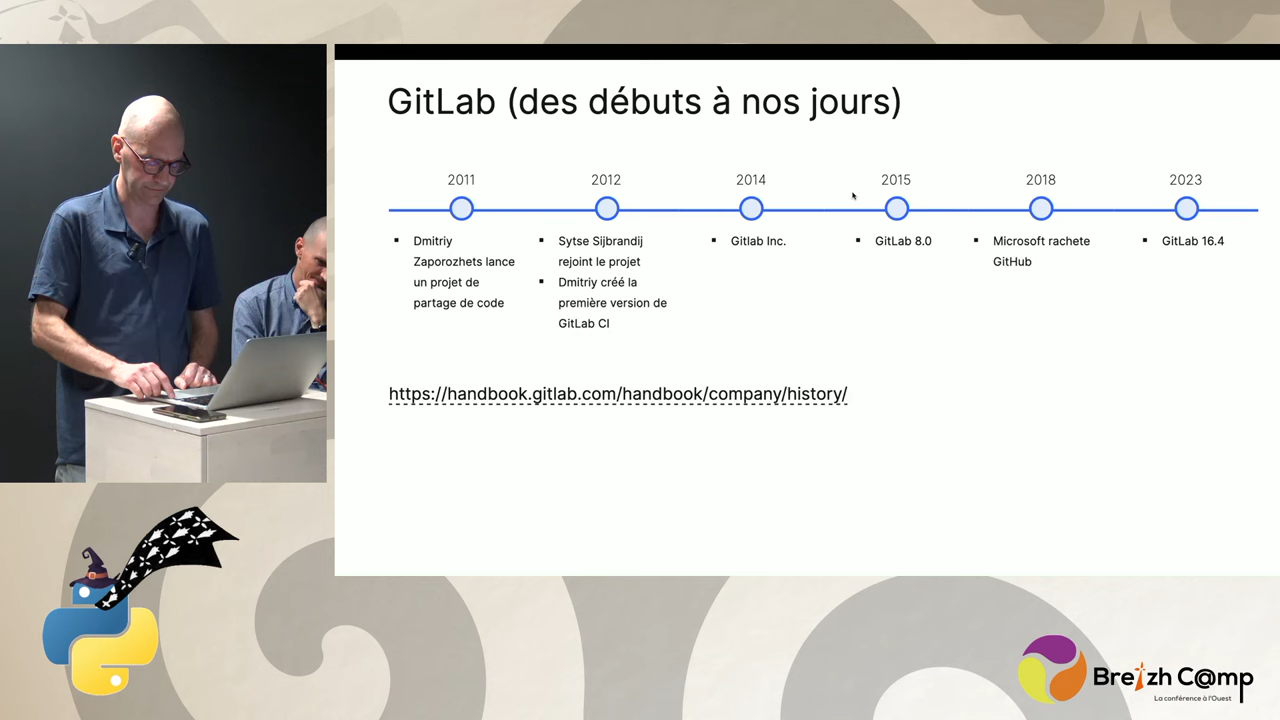 GitLab (des débuts à nos jours)
2011
2012
2014
2015
2018
2023
Dmitriy
Zaporozhets lance
un projet de
partage de code
Sytse Sijbrandij
rejoint le projet
Dmitriy créé la
première version de
GitLab CI
Gitlab Inc.
GitLab 8.0
Microsoft rachete
GitHub
GitLab 16.4
https://handbook.gitlab.com/handbook/company/history/
Breizh C@mp
La conférence à l'Ouest